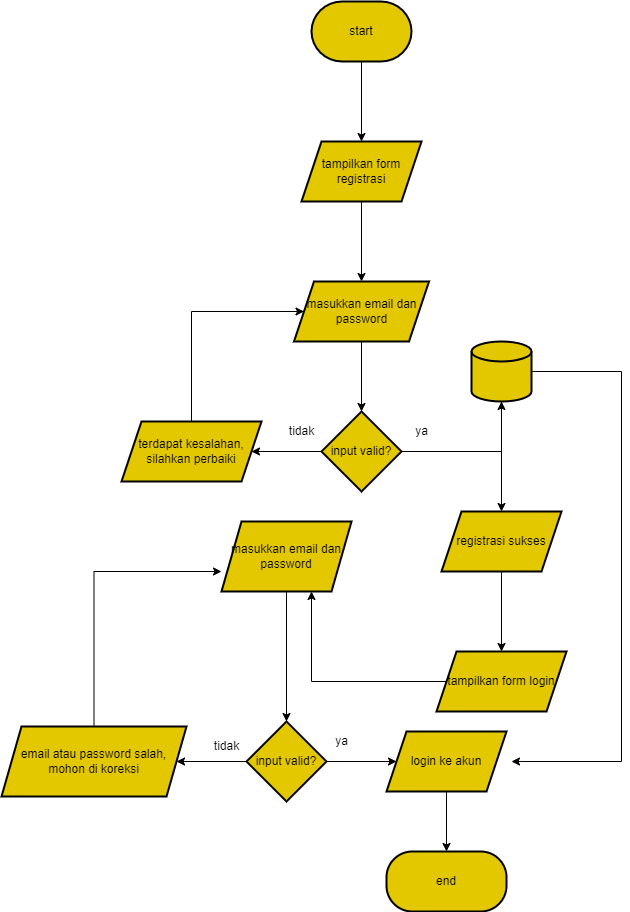 start
tampilkan form
registrasi
masukkan email dan
password
tidak
ya
terdapat kesalahan,
silahkan perbaiki
input valid?
masukkan email dan
password
registrasi sukses
tampilkan form login
tidak
ya
email atau password salah,
mohon di koreksi
input valid?
login ke akun
end